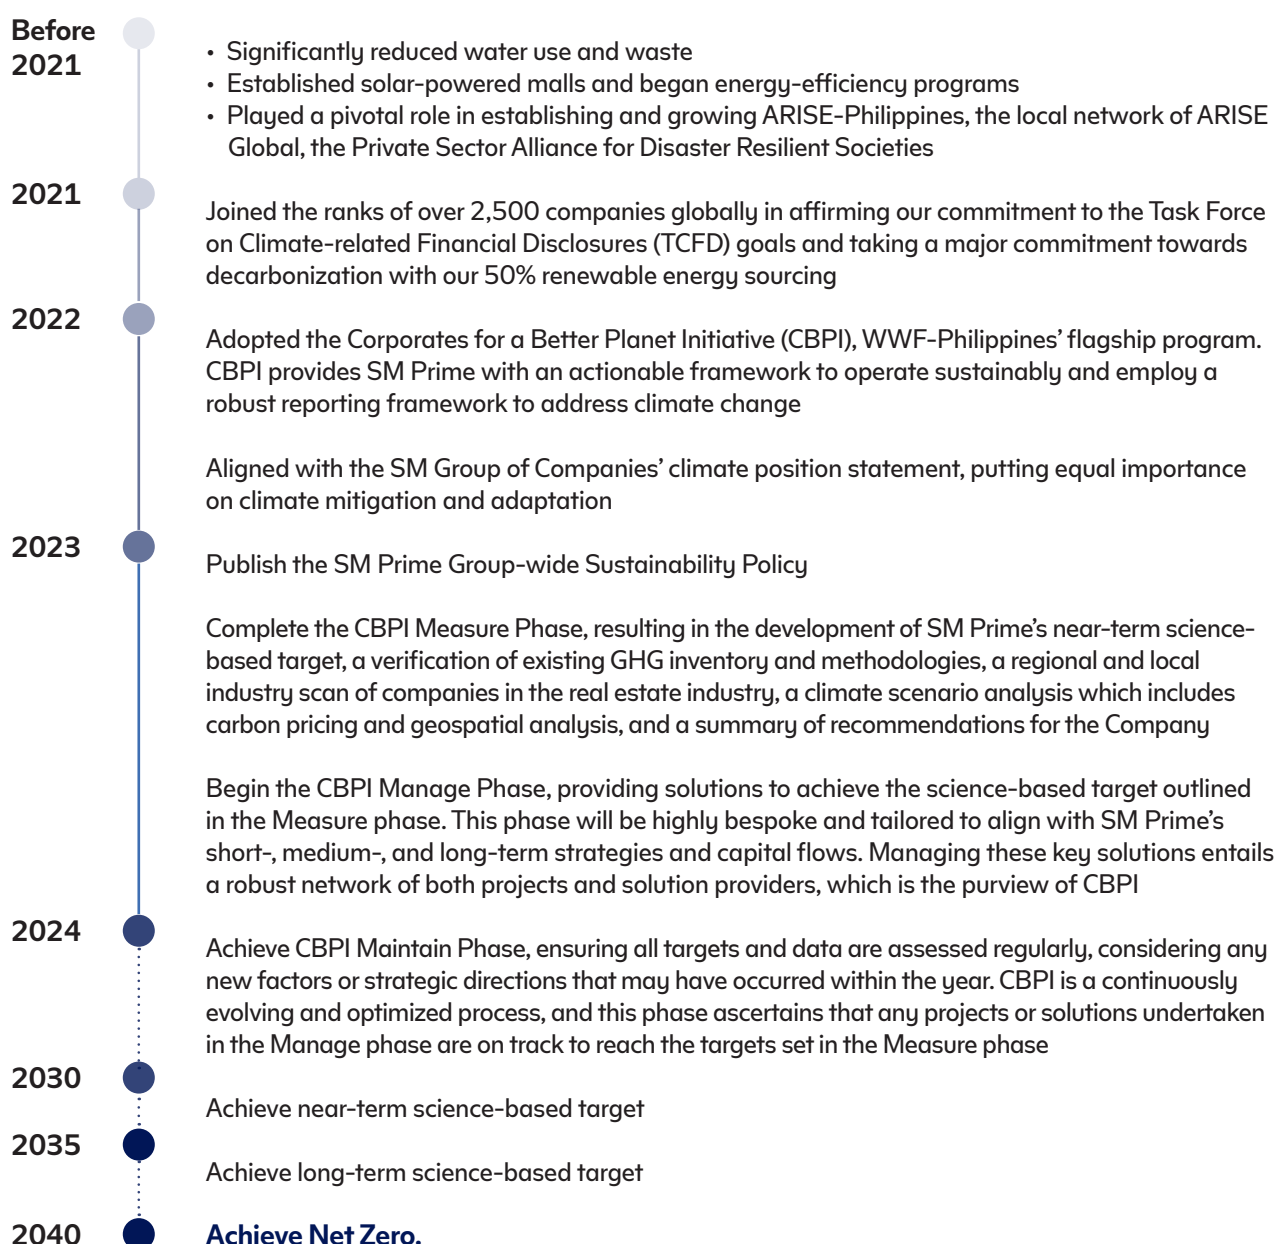 Before
2021
• Significantly reduced water use and waste
• Established solar-powered malls and began energy-efficiency programs
• Played a pivotal role in establishing and growing ARISE-Philippines, the local network of ARISE
Global, the Private Sector Alliance for Disaster Resilient Societies
2021
Joined the ranks of over 2,500 companies globally in affirming our commitment to the Task Force
on Climate-related Financial Disclosures (TCFD) goals and taking a major commitment towards
decarbonization with our 50% renewable energy sourcing
2022
Adopted the Corporates for a Better Planet Initiative (CBPI), WWF-Philippines’ flagship program.
CBPI provides SM Prime with an actionable framework to operate sustainably and employ a
robust reporting framework to address climate change
Aligned with the SM Group of Companies’ climate position statement, putting equal importance
on climate mitigation and adaptation
2023
Publish the SM Prime Group-wide Sustainability Policy
Complete the CBPI Measure Phase, resulting in the development of SM Prime’s near-term science-
based target, a verification of existing GHG inventory and methodologies, a regional and local
industry scan of companies in the real estate industry, a climate scenario analysis which includes
carbon pricing and geospatial analysis, and a summary of recommendations for the Company
Begin the CBPI Manage Phase, providing solutions to achieve the science-based target outlined
in the Measure phase. This phase will be highly bespoke and tailored to align with SM Prime’s
short-, medium-, and long-term strategies and capital flows. Managing these key solutions entails
a robust network of both projects and solution providers, which is the purview of CBPI
2024
Achieve CBPI Maintain Phase, ensuring all targets and data are assessed regularly, considering any
new factors or strategic directions that may have occurred within the year. CBPI is a continuously
evolving and optimized process, and this phase ascertains that any projects or solutions undertaken
in the Manage phase are on track to reach the targets set in the Measure phase
2030
Achieve near-term science-based target
2035
Achieve long-term science-based target
2040
Achieve Net Zero.